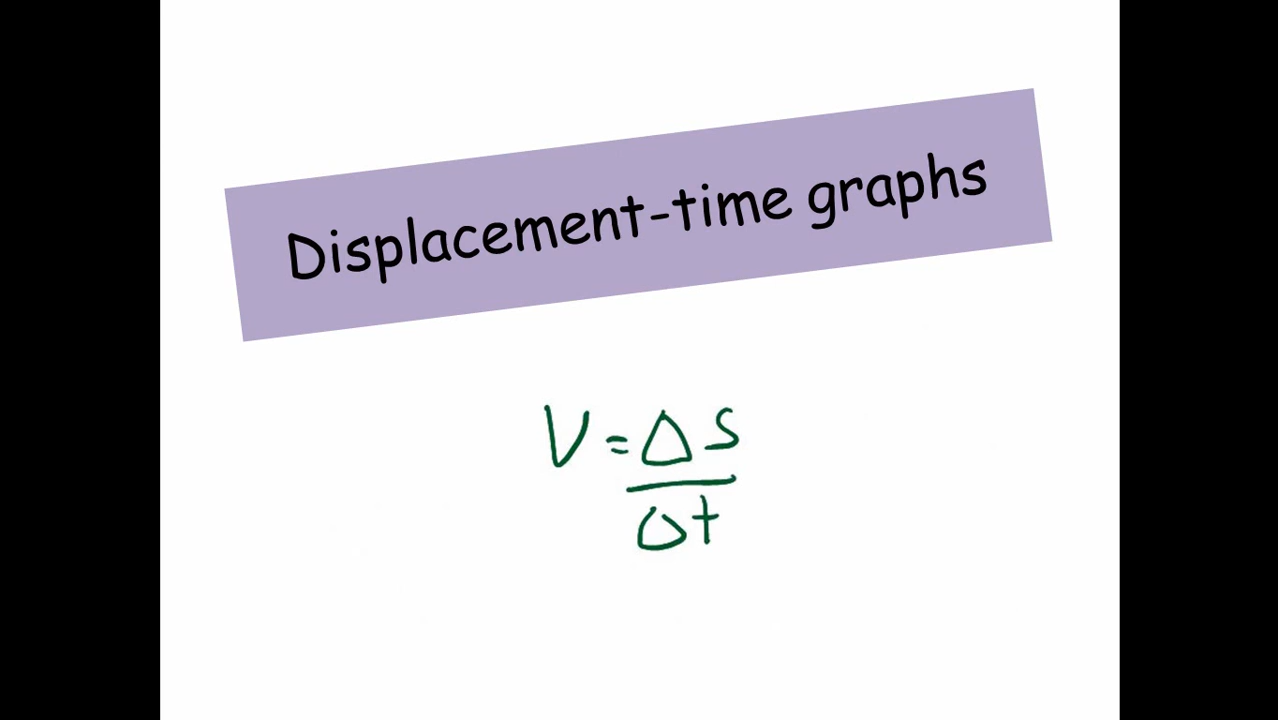 Displacement-time graphs
V = Δs
Δt